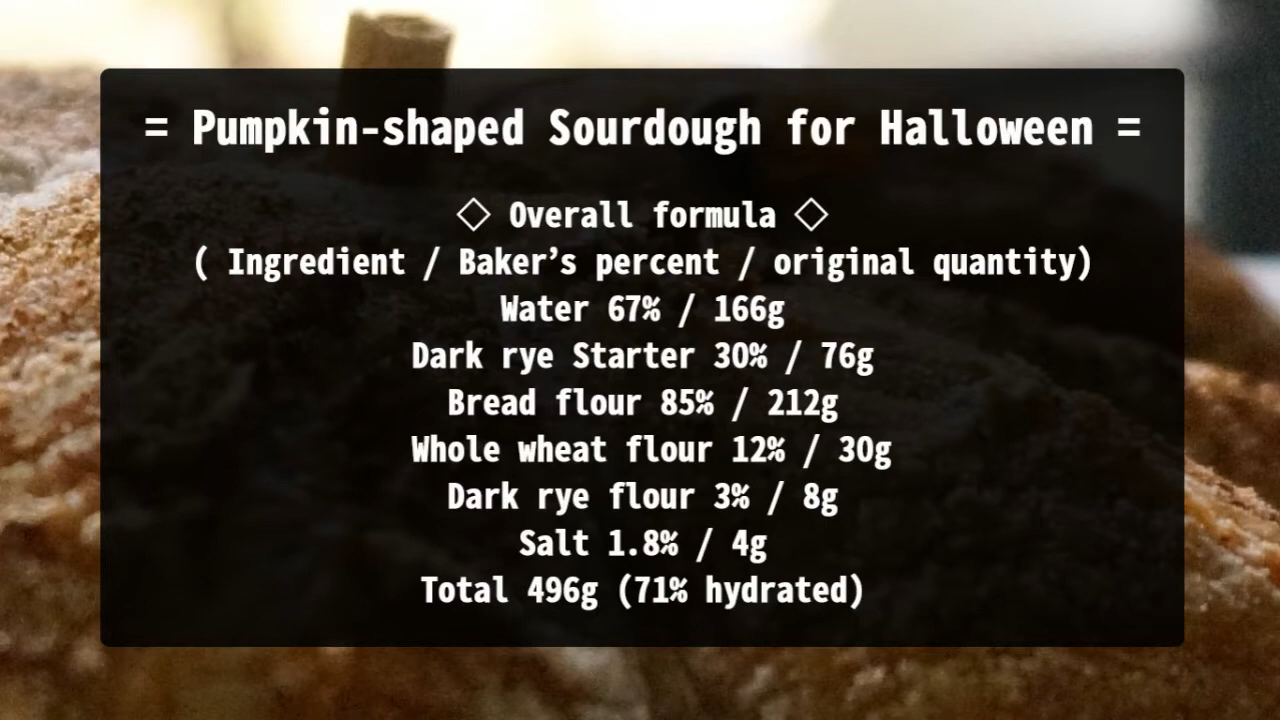 = Pumpkin-shaped Sourdough for Halloween =
◇ Overall formula ◇
( Ingredient / Baker’s percent / original quantity)
Water 67% / 166g
Dark rye Starter 30% / 76g
Bread flour 85% / 212g
Whole wheat flour 12% / 30g
Dark rye flour 3% / 8g
Salt 1.8% / 4g
Total 496g (71% hydrated)